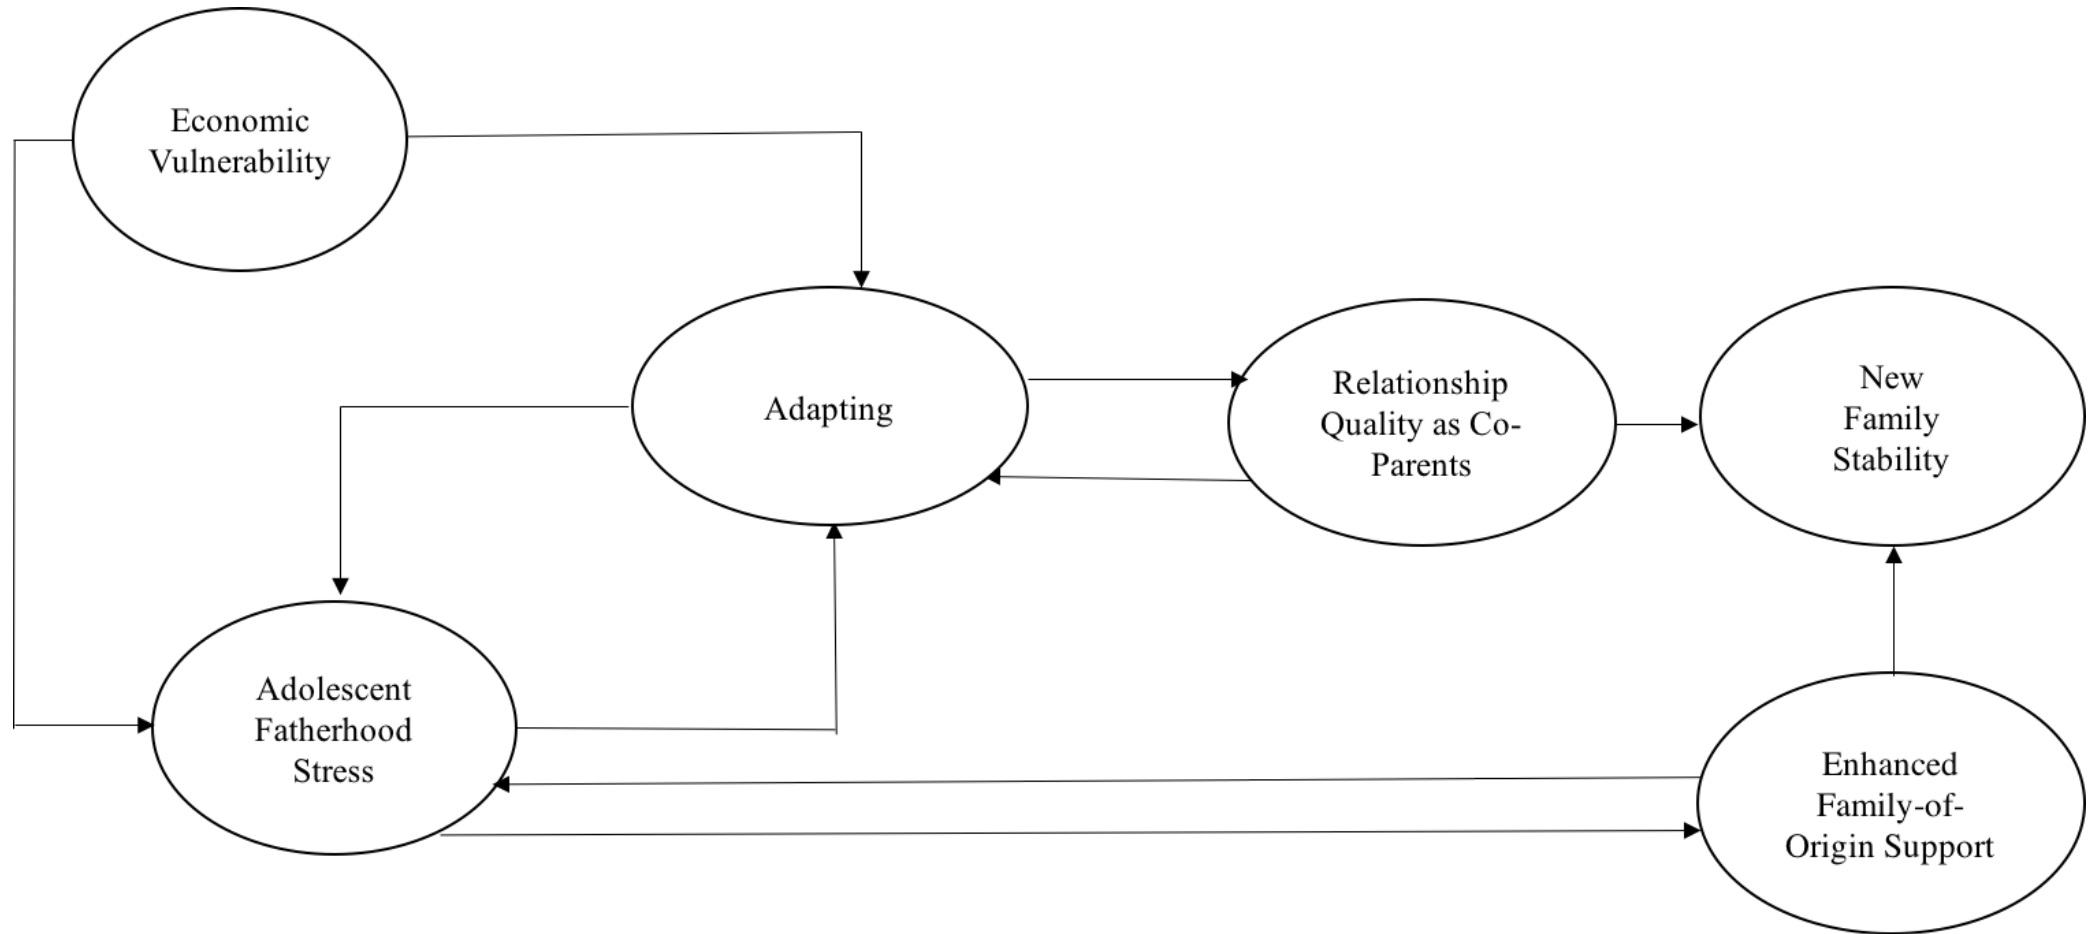 Economic
Vulnerability
Adapting
Relationship
Quality as Co-
Parents
New
Family
Stability
Adolescent
Fatherhood
Stress
Enhanced
Family-of-
Origin Support